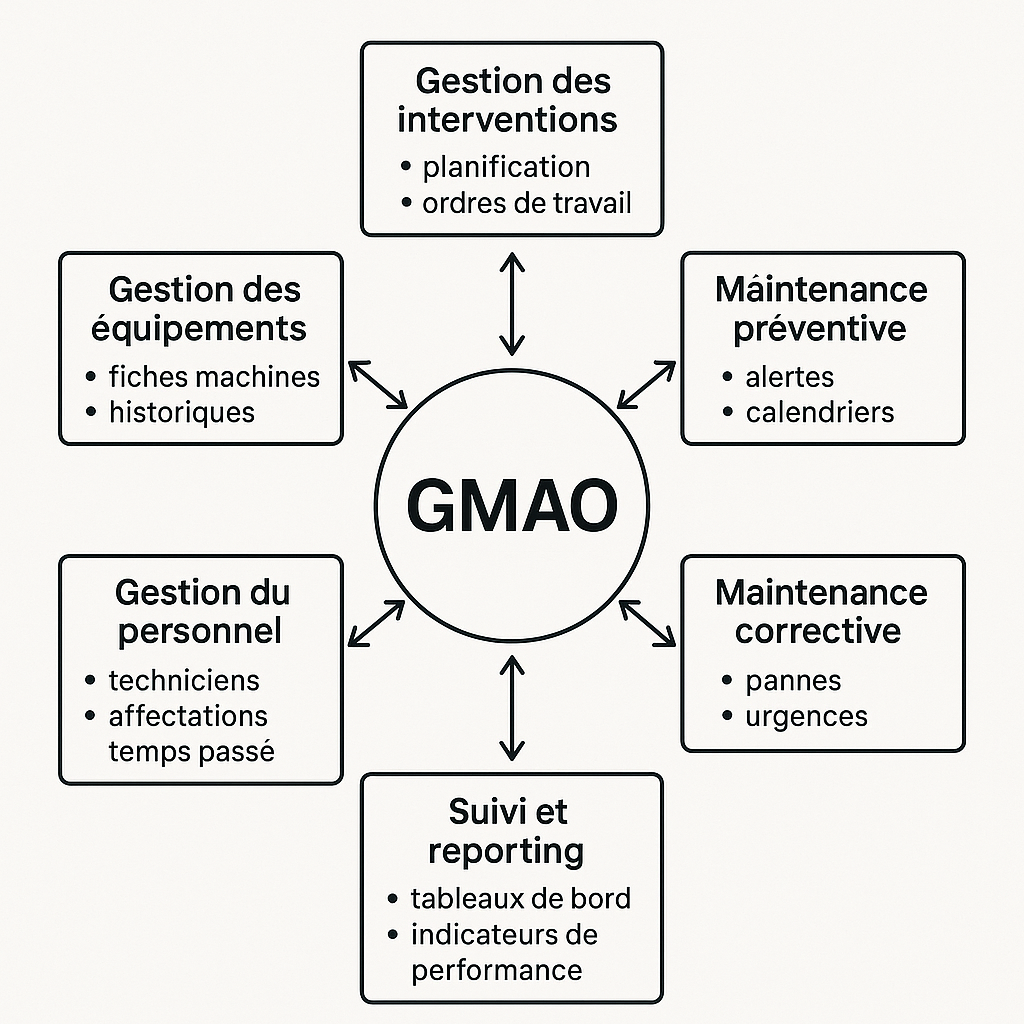 Gestion des
interventions
• planification
• ordres de travail
Gestion des
équipements
• fiches machines
• historiques
Máintenance
préventive
• alertes
• calendriers
GMAO
Gestion du
personnel
• techniciens
• affectations
temps passé
Maintenance
corrective
• pannes
• urgences
Suivi et
reporting
• tableaux de bord
• indicateurs de
performance